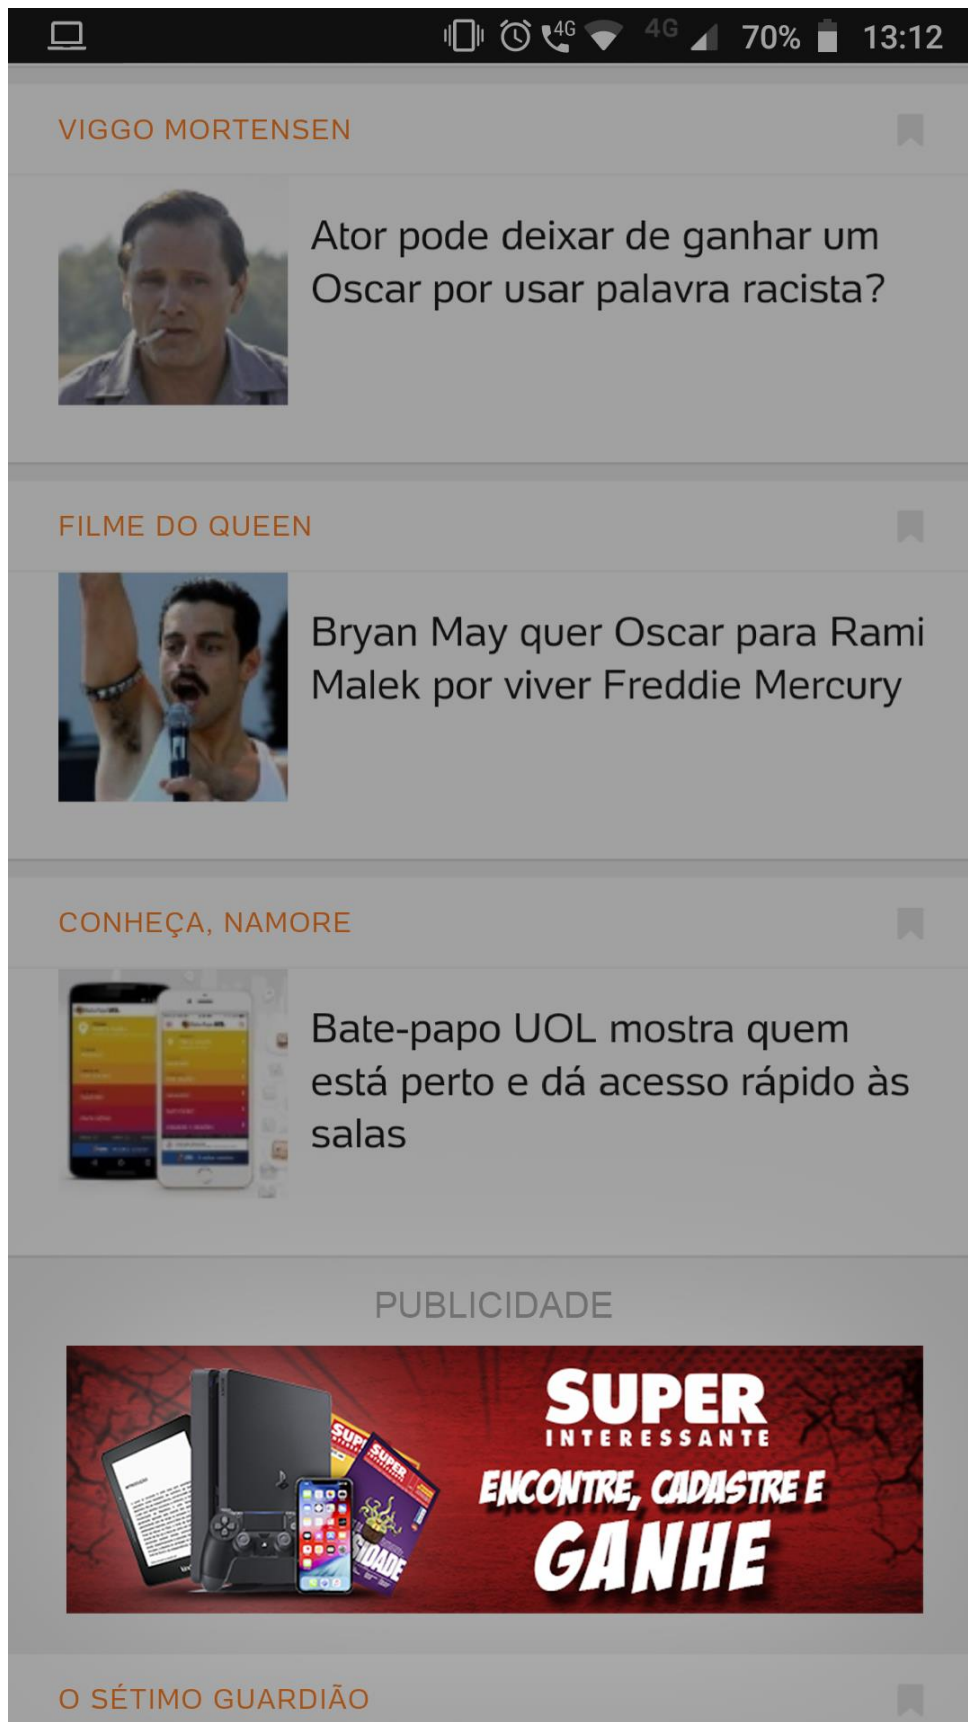 4G 4G 70% 13:12
VIGGO MORTENSEN
Ator pode deixar de ganhar um
Oscar por usar palavra racista?
FILME DO QUEEN
Bryan May quer Oscar para Rami
Malek por viver Freddie Mercury
CONHEÇA, NAMORE
Bate-papo UOL mostra quem
está perto e dá acesso rápido às
salas
PUBLICIDADE
SUPER
INTERESSANTE
ENCONTRE, CADASTRE E
GANHE
SUPER
CIDADE
O SÉTIMO GUARDIÃO